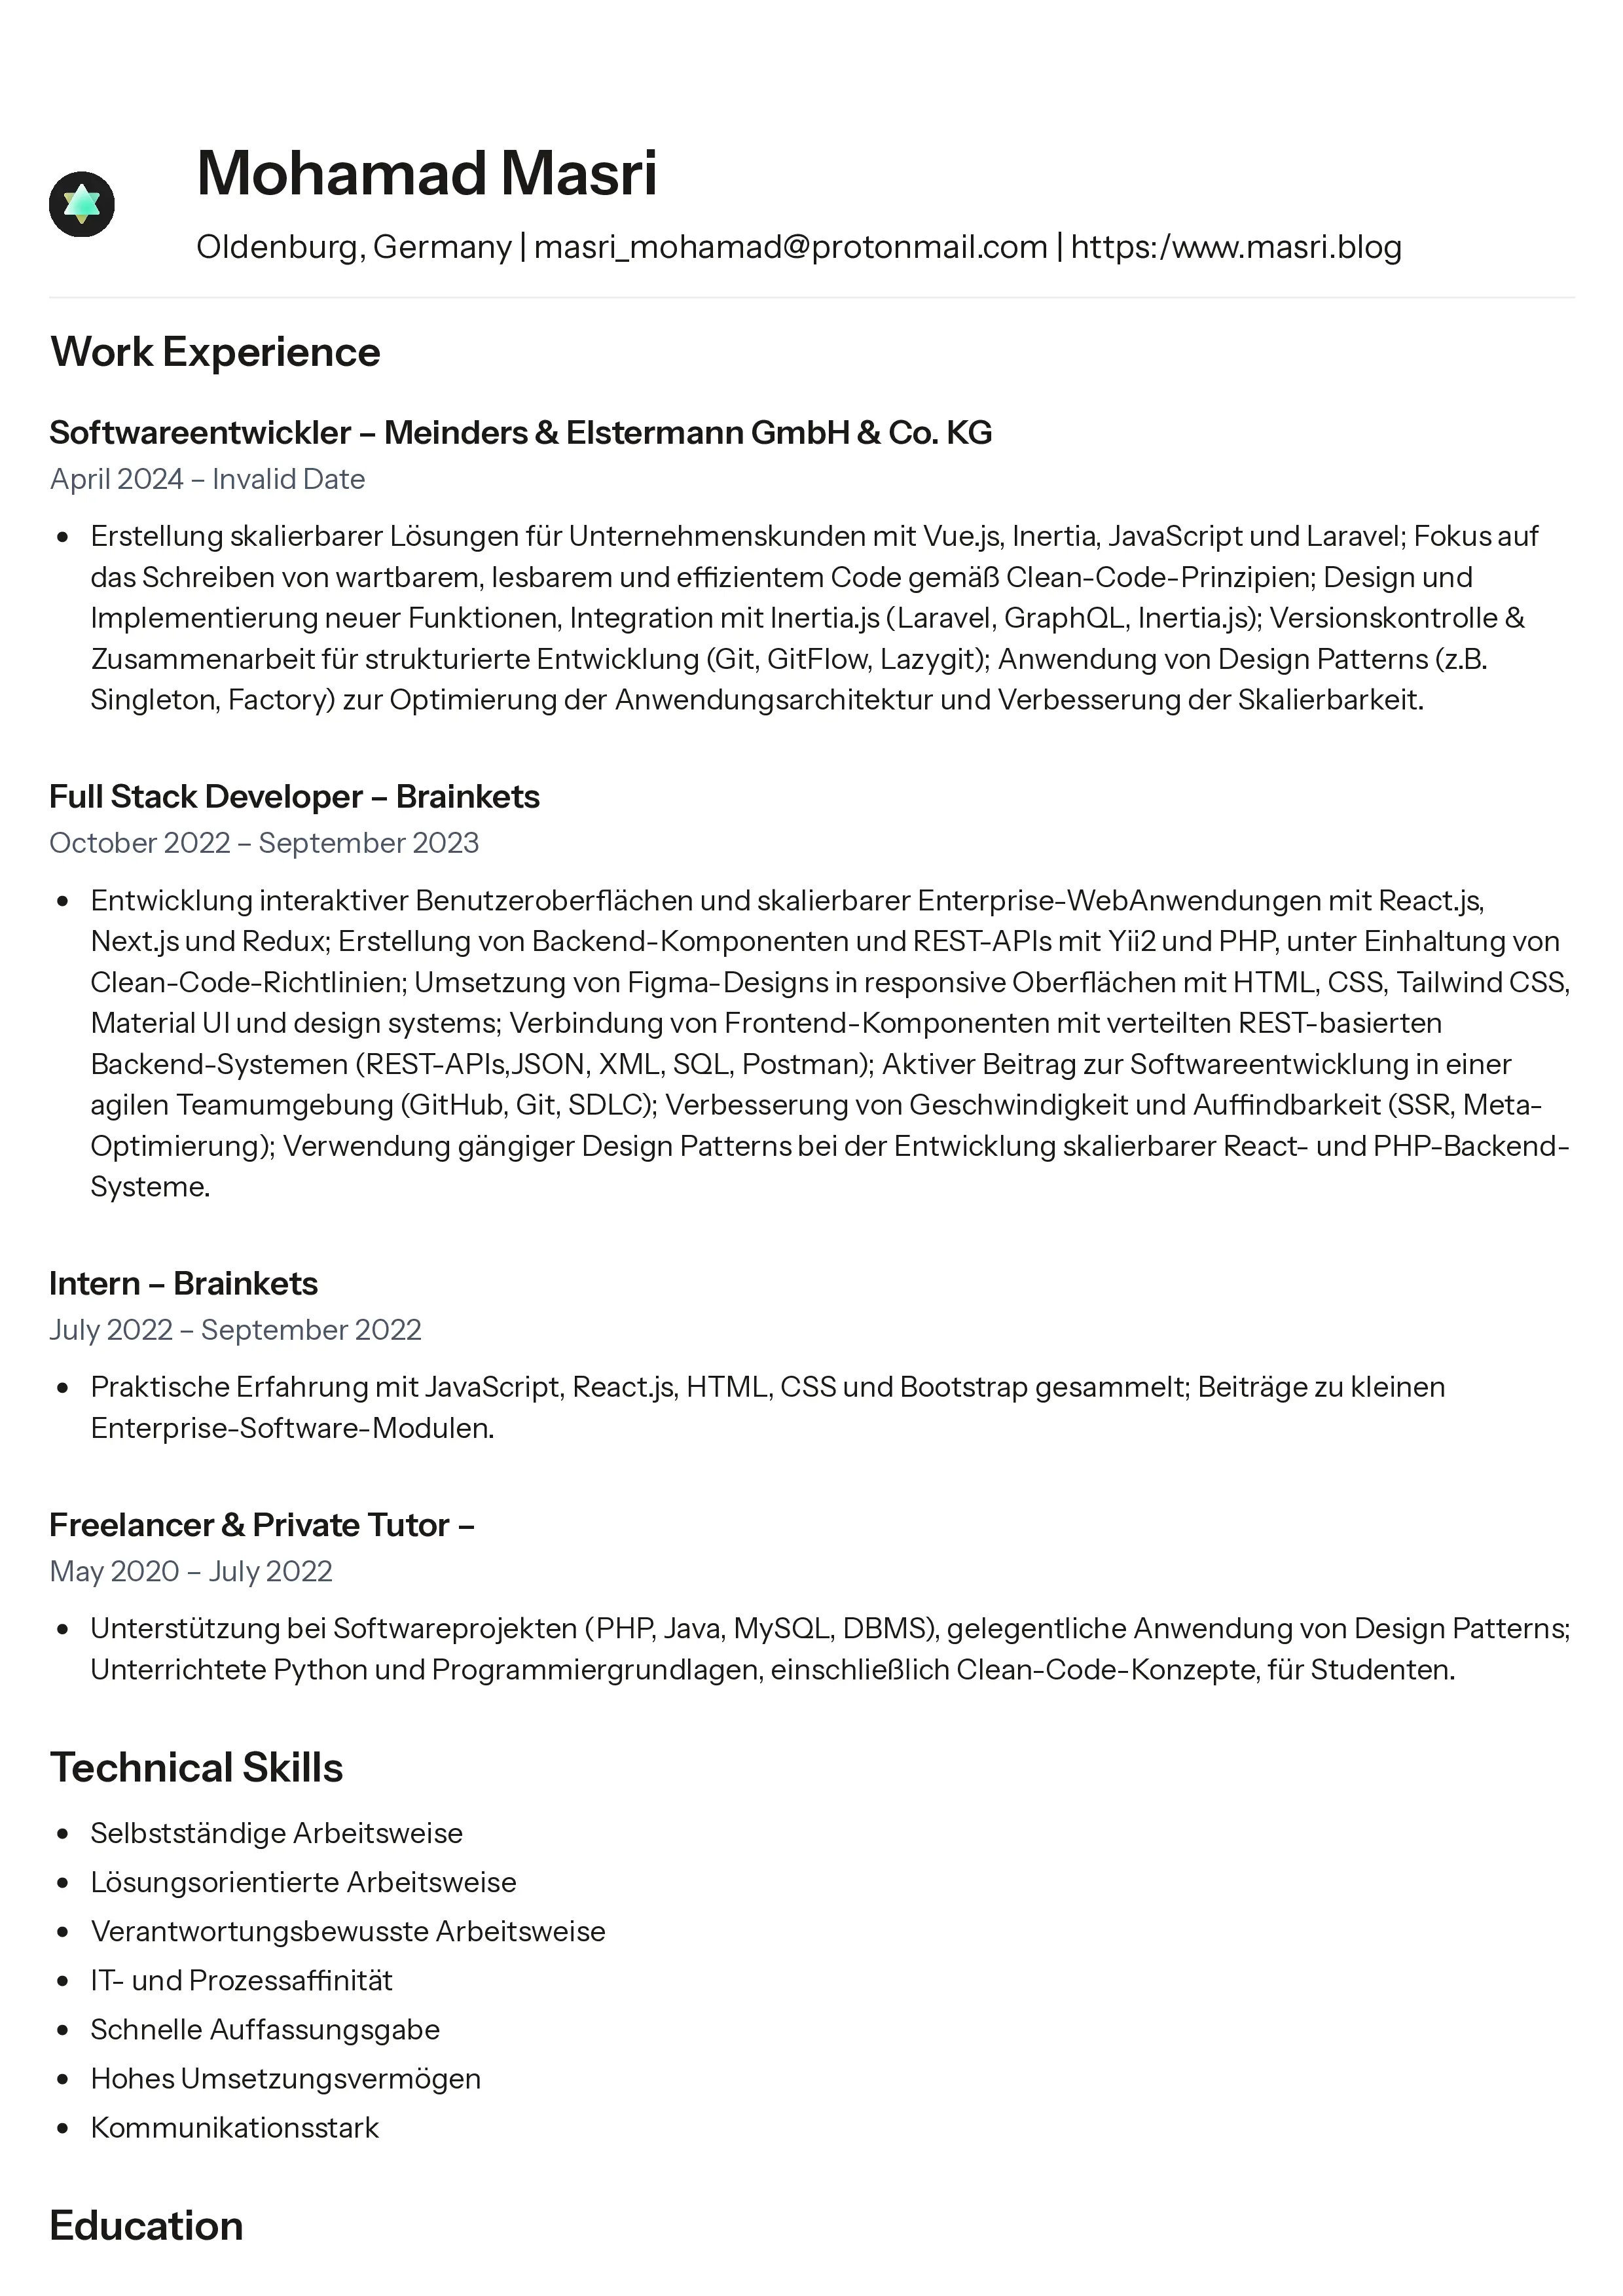 Mohamad Masri
Oldenburg, Germany | masri_mohamad@protonmail.com | https:/www.masri.blog
Work Experience
Softwareentwickler – Meinders & Elstermann GmbH & Co. KG
April 2024 – Invalid Date
• Erstellung skalierbarer Lösungen für Unternehmenskunden mit Vue.js, Inertia, JavaScript und Laravel; Fokus auf
das Schreiben von wartbarem, lesbarem und effizientem Code gemäß Clean-Code-Prinzipien; Design und
Implementierung neuer Funktionen, Integration mit Inertia.js (Laravel, GraphQL, Inertia.js); Versionskontrolle &
Zusammenarbeit für strukturierte Entwicklung (Git, GitFlow, Lazygit); Anwendung von Design Patterns (z.B.
Singleton, Factory) zur Optimierung der Anwendungsarchitektur und Verbesserung der Skalierbarkeit.
Full Stack Developer – Brainkets
October 2022 – September 2023
• Entwicklung interaktiver Benutzeroberflächen und skalierbarer Enterprise-WebAnwendungen mit React.js,
Next.js und Redux; Erstellung von Backend-Komponenten und REST-APIs mit Yii2 und PHP, unter Einhaltung von
Clean-Code-Richtlinien; Umsetzung von Figma-Designs in responsive Oberflächen mit HTML, CSS, Tailwind CSS,
Material UI und design systems; Verbindung von Frontend-Komponenten mit verteilten REST-basierten
Backend-Systemen (REST-APIs,JSON, XML, SQL, Postman); Aktiver Beitrag zur Softwareentwicklung in einer
agilen Teamumgebung (GitHub, Git, SDLC); Verbesserung von Geschwindigkeit und Auffindbarkeit (SSR, Meta-
Optimierung); Verwendung gängiger Design Patterns bei der Entwicklung skalierbarer React- und PHP-Backend-
Systeme.
Intern – Brainkets
July 2022 – September 2022
• Praktische Erfahrung mit JavaScript, React.js, HTML, CSS und Bootstrap gesammelt; Beiträge zu kleinen
Enterprise-Software-Modulen.
Freelancer & Private Tutor –
May 2020 – July 2022
• Unterstützung bei Softwareprojekten (PHP, Java, MySQL, DBMS), gelegentliche Anwendung von Design Patterns;
Unterrichtete Python und Programmiergrundlagen, einschließlich Clean-Code-Konzepte, für Studenten.
Technical Skills
• Selbstständige Arbeitsweise
• Lösungsorientierte Arbeitsweise
• Verantwortungsbewusste Arbeitsweise
• IT- und Prozessaffinität
• Schnelle Auffassungsgabe
• Hohes Umsetzungsvermögen
• Kommunikationsstark
Education